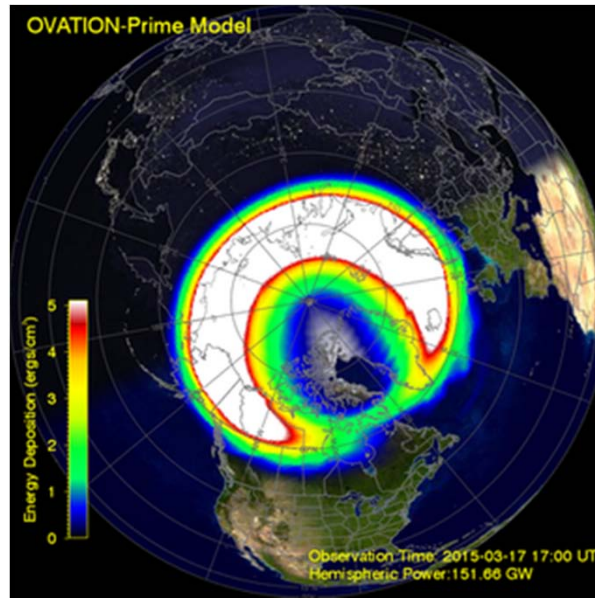 OVATION-Prime Model
5
4
3
2
1
0
Energy Deposition (ergs/cm²)
Observation Time: 2015-03-17 17:00 UT
Hemispheric Power:151.66 GW